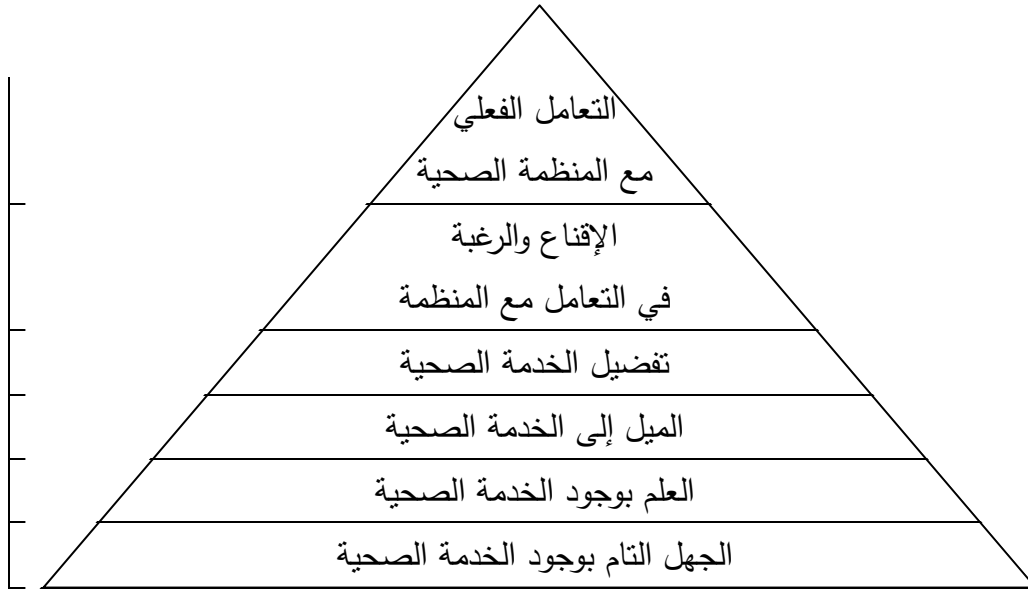 التعامل الفعلي
مع المنظمة الصحية
الإقناع والرغبة
في التعامل مع المنظمة
تفضيل الخدمة الصحية
الميل إلى الخدمة الصحية
العلم بوجود الخدمة الصحية
الجهل التام بوجود الخدمة الصحية